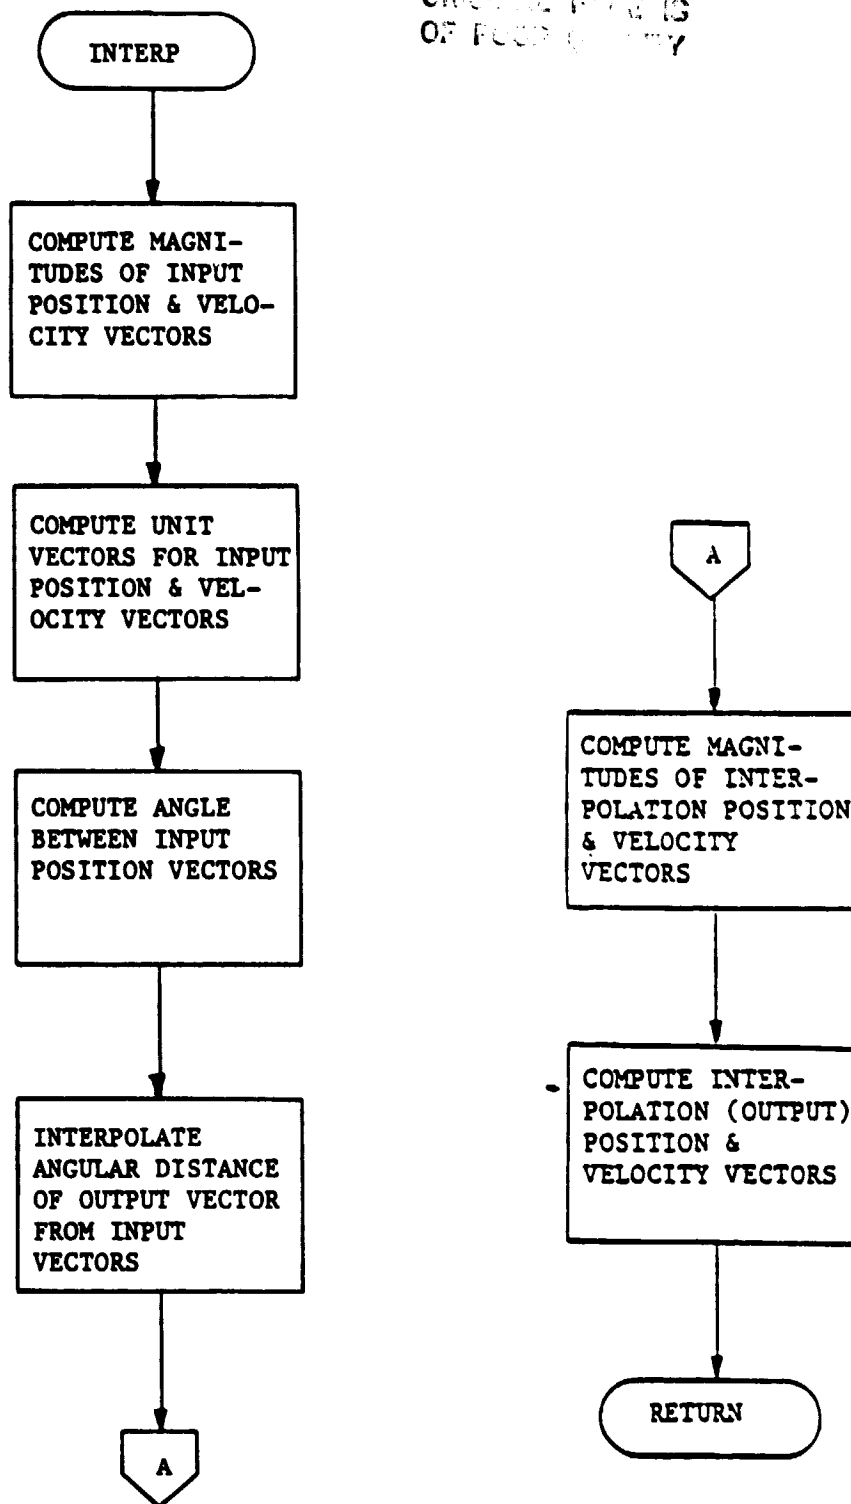 OF
INTERP
COMPUTE MAGNI-
TUDES OF INPUT
POSITION & VELO-
CITY VECTORS
COMPUTE UNIT
VECTORS FOR INPUT
POSITION & VEL-
OCITY VECTORS
COMPUTE ANGLE
BETWEEN INPUT
POSITION VECTORS
INTERPOLATE
ANGULAR DISTANCE
OF OUTPUT VECTOR
FROM INPUT
VECTORS
A
A
COMPUTE MAGNI-
TUDES OF INTER-
POLATION POSITION
& VELOCITY
VECTORS
COMPUTE INTER-
POLATION (OUTPUT)
POSITION &
VELOCITY VECTORS
RETURN